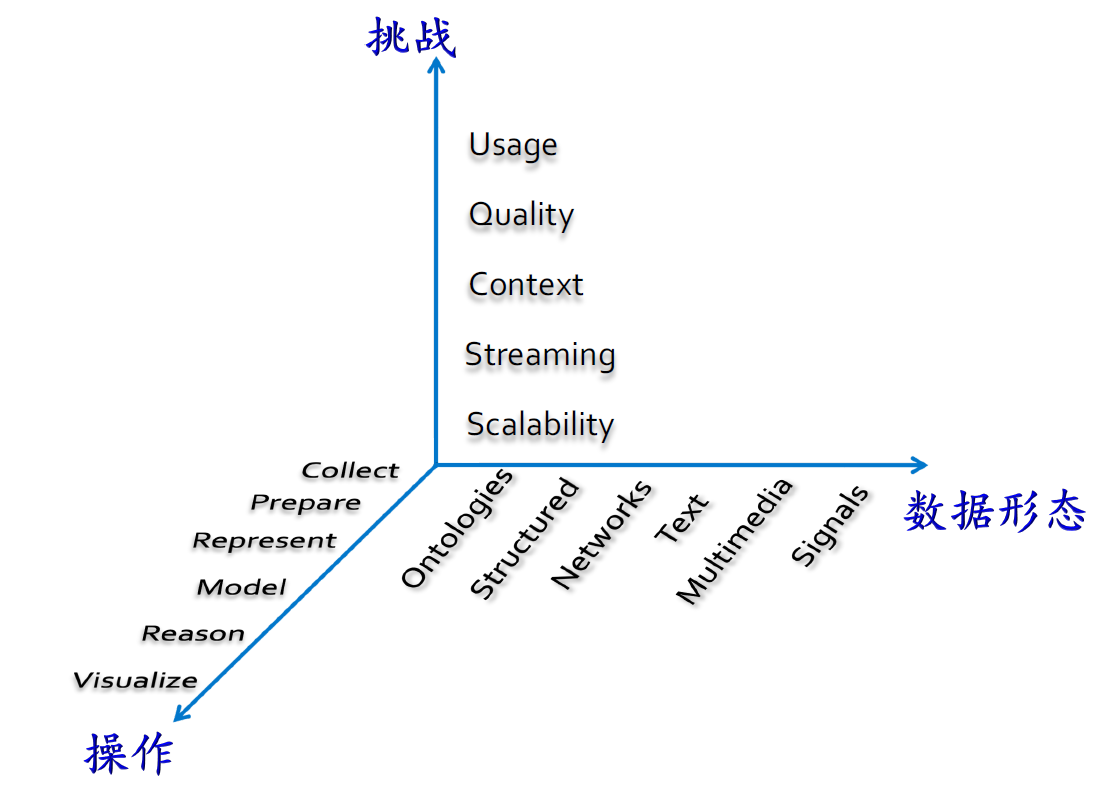 挑战
Usage
Quality
Context
Streaming
Scalability
Collect
Prepare
Represent
Model
Reason
Visualize
操作
Ontologies
Structured
Networks
Text
Multimedia
Signals
数据形态